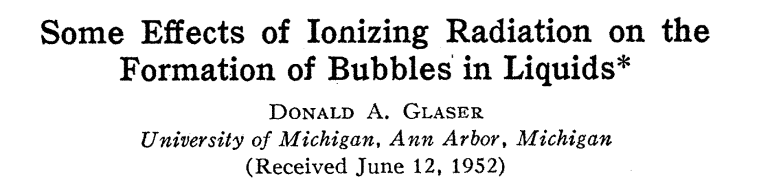 Some Effects of Ionizing Radiation on the
Formation of Bubbles in Liquids*
DONALD A. GLASER
University of Michigan, Ann Arbor, Michigan
(Received June 12, 1952)